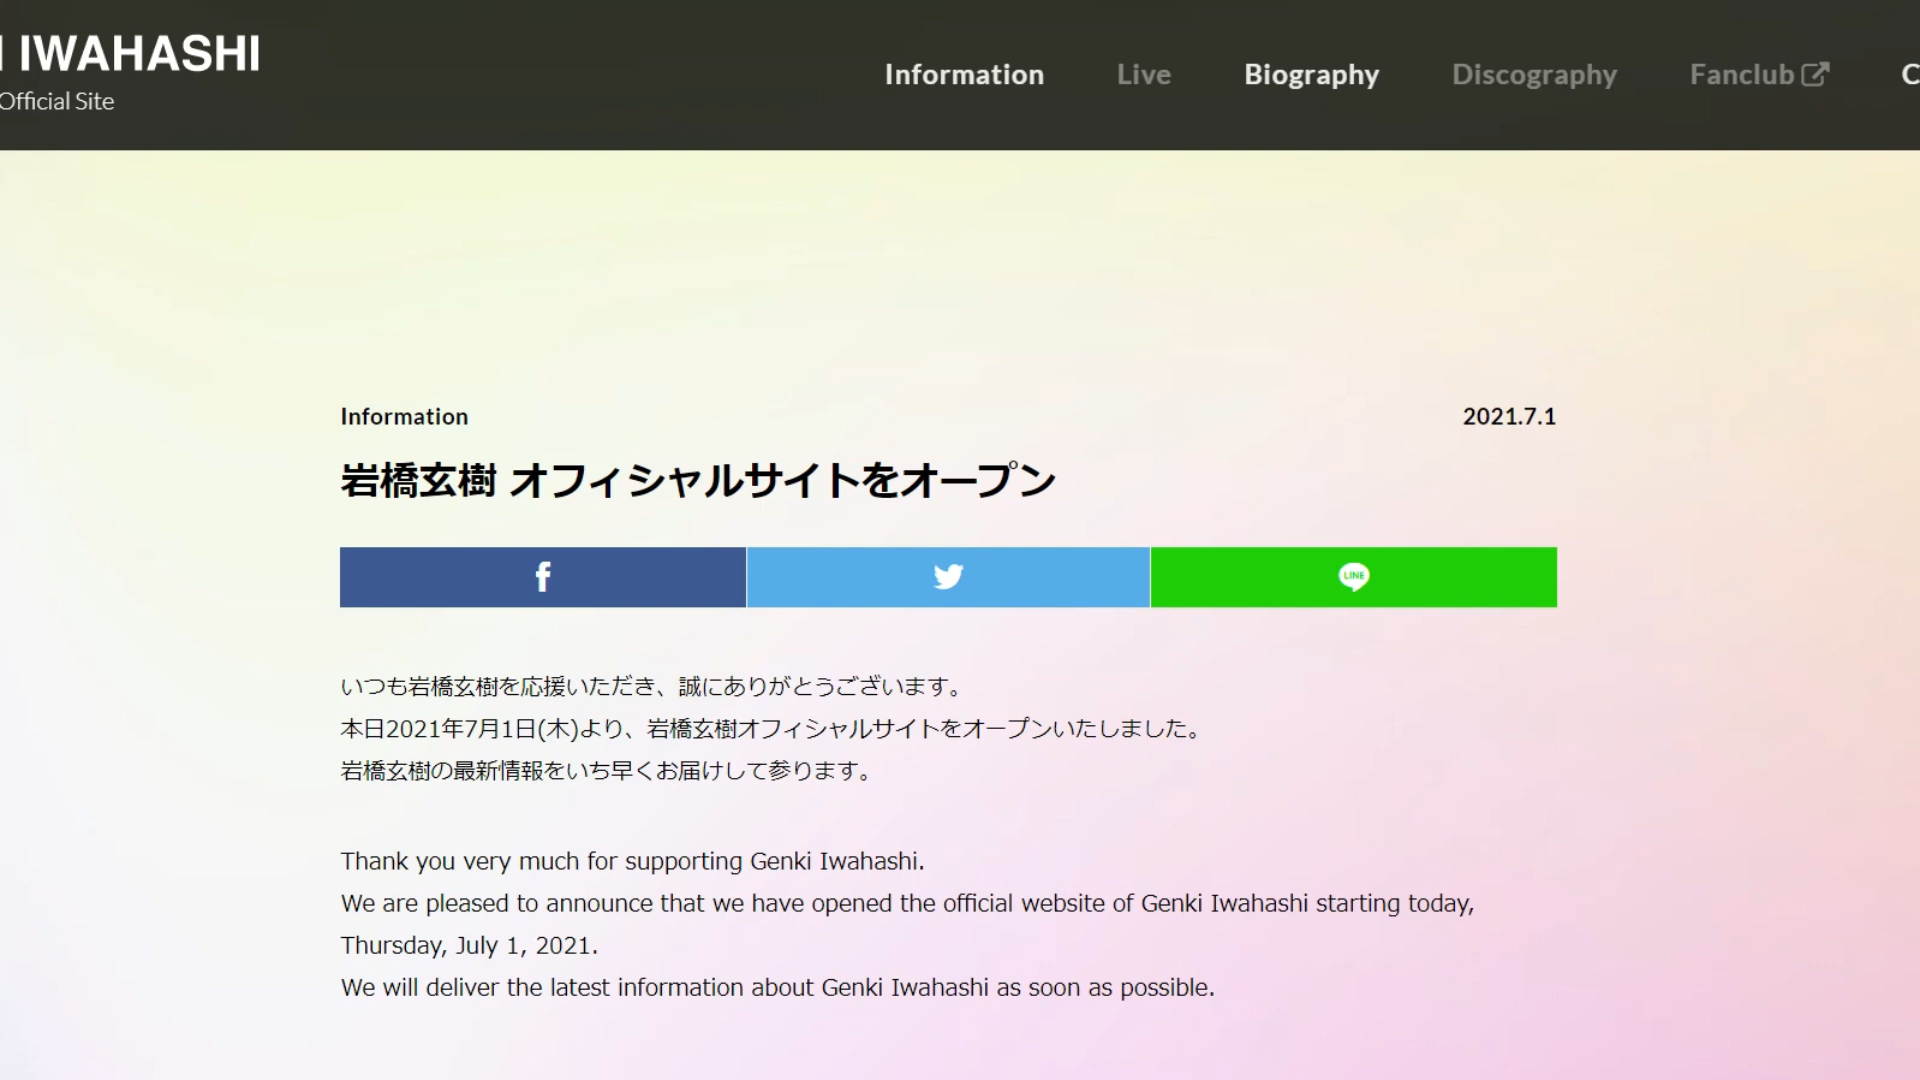 IWAHASHI
Official Site
Information Live Biography Discography Fanclub
Information 2021.7.1
岩橋玄樹 オフィシャルサイトをオープン
LINE
いつも岩橋玄樹を応援いただき、誠にありがとうございます。
本日2021年7月1日(木)より、岩橋玄樹オフィシャルサイトをオープンいたしました。
岩橋玄樹の最新情報をいち早くお届けして参ります。
Thank you very much for supporting Genki Iwahashi.
We are pleased to announce that we have opened the official website of Genki Iwahashi starting today,
Thursday, July 1, 2021.
We will deliver the latest information about Genki Iwahashi as soon as possible.